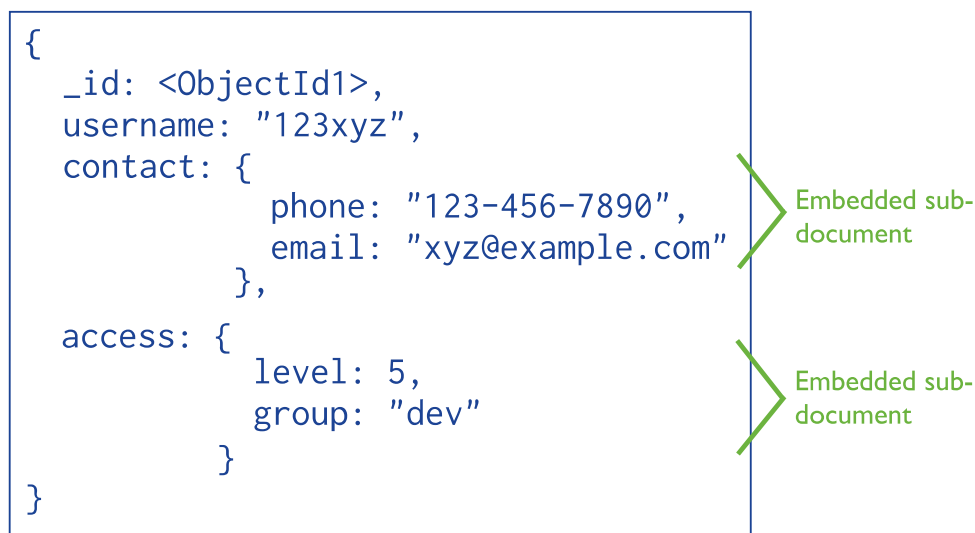 {
_id: <ObjectId1>,
username: "123xyz",
contact: {
phone: "123-456-7890",
email: "xyz@example.com"
},
access: {
level: 5,
group: "dev"
}
}
Embedded sub-
document
Embedded sub-
document